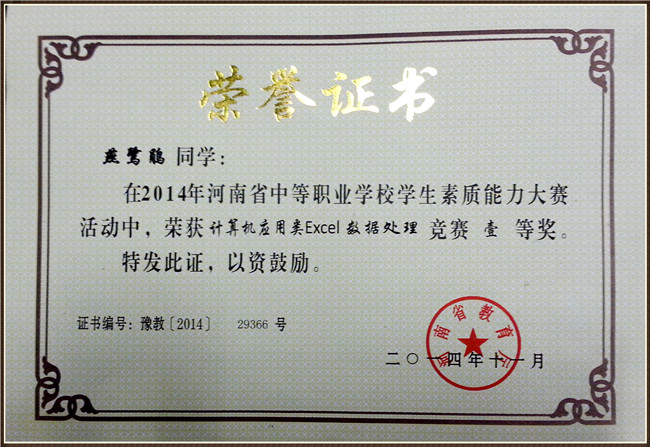 荣誉证书
燕鹭鹃 同学：
在2014年河南省中等职业学校学生素质能力大赛
活动中，荣获 计算机应用类Excel 数据处理 竞赛 壹 等奖。
特发此证，以资鼓励。
证书编号：豫教〔2014〕 29366 号
河南省教育厅
二〇一四年十一月